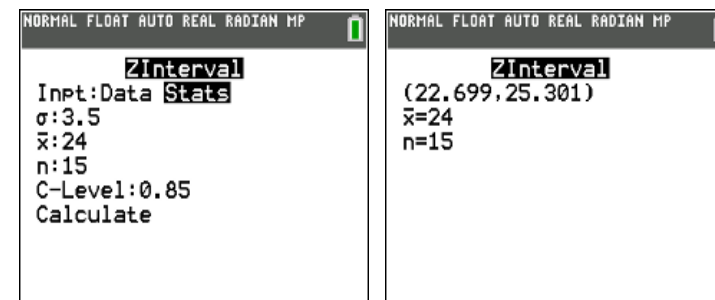 NORMAL FLOAT AUTO REAL RADIAN MP
ZInterval
Inpt:Data Stats
σ:3.5
x̄:24
n:15
C-Level:0.85
Calculate
NORMAL FLOAT AUTO REAL RADIAN MP
ZInterval
(22.699,25.301)
x̄=24
n=15